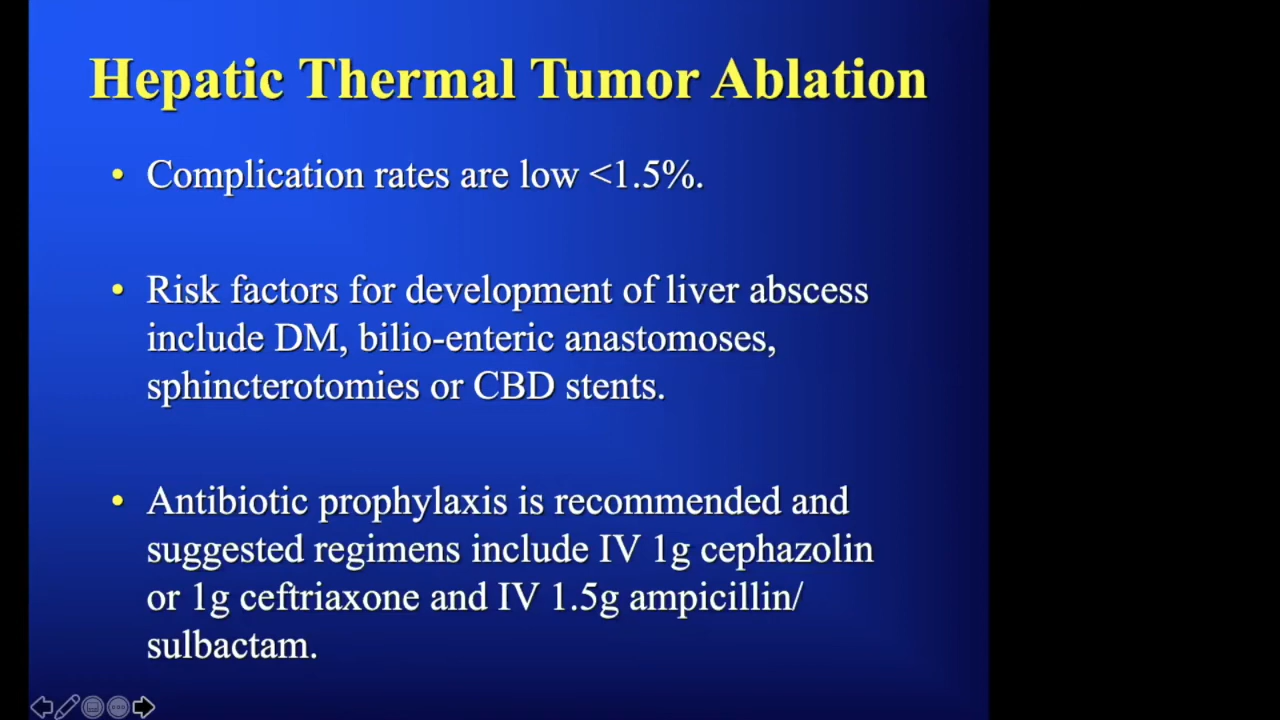 Hepatic Thermal Tumor Ablation
• Complication rates are low <1.5%.
• Risk factors for development of liver abscess
include DM, bilio-enteric anastomoses,
sphincterotomies or CBD stents.
• Antibiotic prophylaxis is recommended and
suggested regimens include IV 1g cephazolin
or 1g ceftriaxone and IV 1.5g ampicillin/
sulbactam.